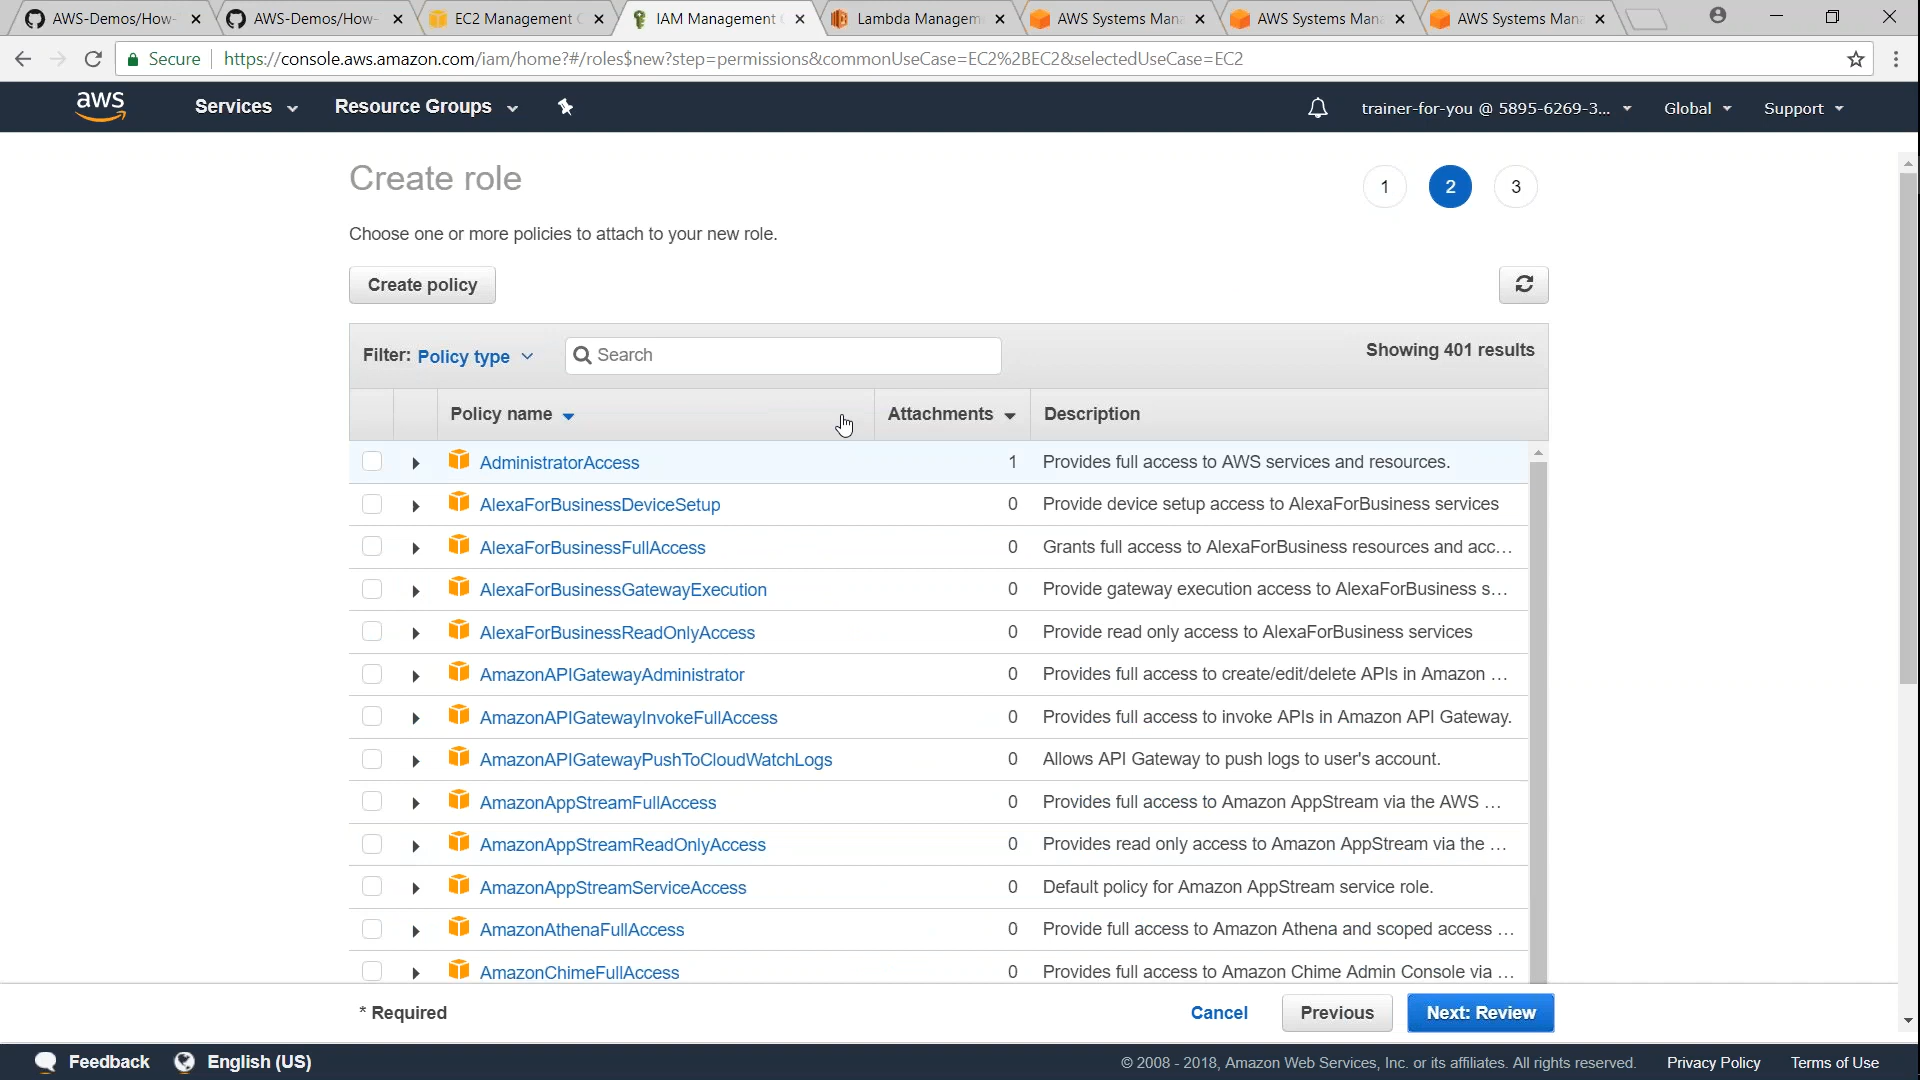 AWS-Demos/How-
AWS-Demos/How-
EC2 Management C
IAM Management C
Lambda Managem
AWS Systems Man
AWS Systems Man
AWS Systems Man
Secure
https://console.aws.amazon.com/iam/home?#/roles$new?step=permissions&commonUseCase=EC2%2BEC2&selectedUseCase=EC2
aws
Services
Resource Groups
trainer-for-you @ 5895-6269-3...
Global
Support
Create role
1
2
3
Choose one or more policies to attach to your new role.
Create policy
Filter: Policy type
Search
Showing 401 results
Policy name
Attachments
Description
AdministratorAccess 1 Provides full access to AWS services and resources.
AlexaForBusinessDeviceSetup 0 Provide device setup access to AlexaForBusiness services
AlexaForBusinessFullAccess 0 Grants full access to AlexaForBusiness resources and acc...
AlexaForBusinessGatewayExecution 0 Provide gateway execution access to AlexaForBusiness s...
AlexaForBusinessReadOnlyAccess 0 Provide read only access to AlexaForBusiness services
AmazonAPIGatewayAdministrator 0 Provides full access to create/edit/delete APIs in Amazon ...
AmazonAPIGatewayInvokeFullAccess 0 Provides full access to invoke APIs in Amazon API Gateway.
AmazonAPIGatewayPushToCloudWatchLogs 0 Allows API Gateway to push logs to user's account.
AmazonAppStreamFullAccess 0 Provides full access to Amazon AppStream via the AWS ...
AmazonAppStreamReadOnlyAccess 0 Provides read only access to Amazon AppStream via the ...
AmazonAppStreamServiceAccess 0 Default policy for Amazon AppStream service role.
AmazonAthenaFullAccess 0 Provide full access to Amazon Athena and scoped access ...
AmazonChimeFullAccess 0 Provides full access to Amazon Chime Admin Console via ...
* Required
Cancel
Previous
Next: Review
Feedback
English (US)
© 2008 - 2018, Amazon Web Services, Inc. or its affiliates. All rights reserved.
Privacy Policy
Terms of Use